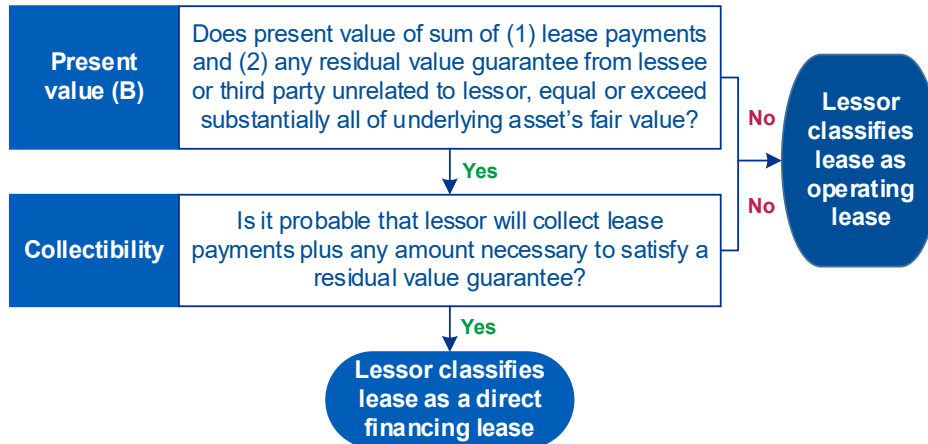 Present
value (B)
Does present value of sum of (1) lease payments
and (2) any residual value guarantee from lessee
or third party unrelated to lessor, equal or exceed
substantially all of underlying asset's fair value?
No
Lessor
classifies
lease as
operating
lease
Yes
No
Collectibility
Is it probable that lessor will collect lease
payments plus any amount necessary to satisfy a
residual value guarantee?
Yes
Lessor classifies
lease as a direct
financing lease